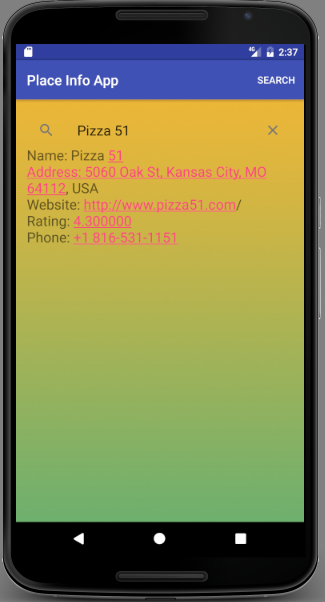 4G 2:37
Place Info App SEARCH
Pizza 51
Name: Pizza 51
Address: 5060 Oak St, Kansas City, MO
64112, USA
Website: http://www.pizza51.com/
Rating: 4.300000
Phone: +1 816-531-1151